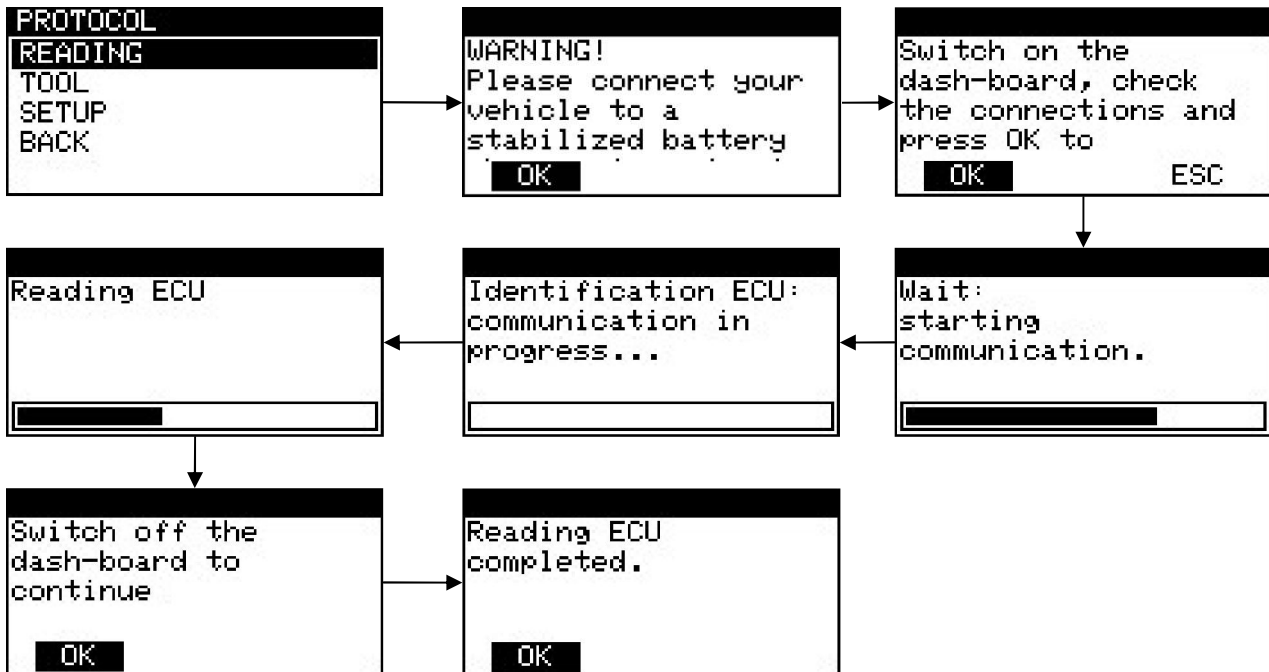 PROTOCOL
READING
TOOL
SETUP
BACK
WARNING!
Please connect your
vehicle to a
stabilized battery
OK
Switch on the
dash-board, check
the connections and
press OK to
OK ESC
Wait:
starting
communication.
Identification ECU:
communication in
progress...
Reading ECU
Switch off the
dash-board to
continue
OK
Reading ECU
completed.
OK